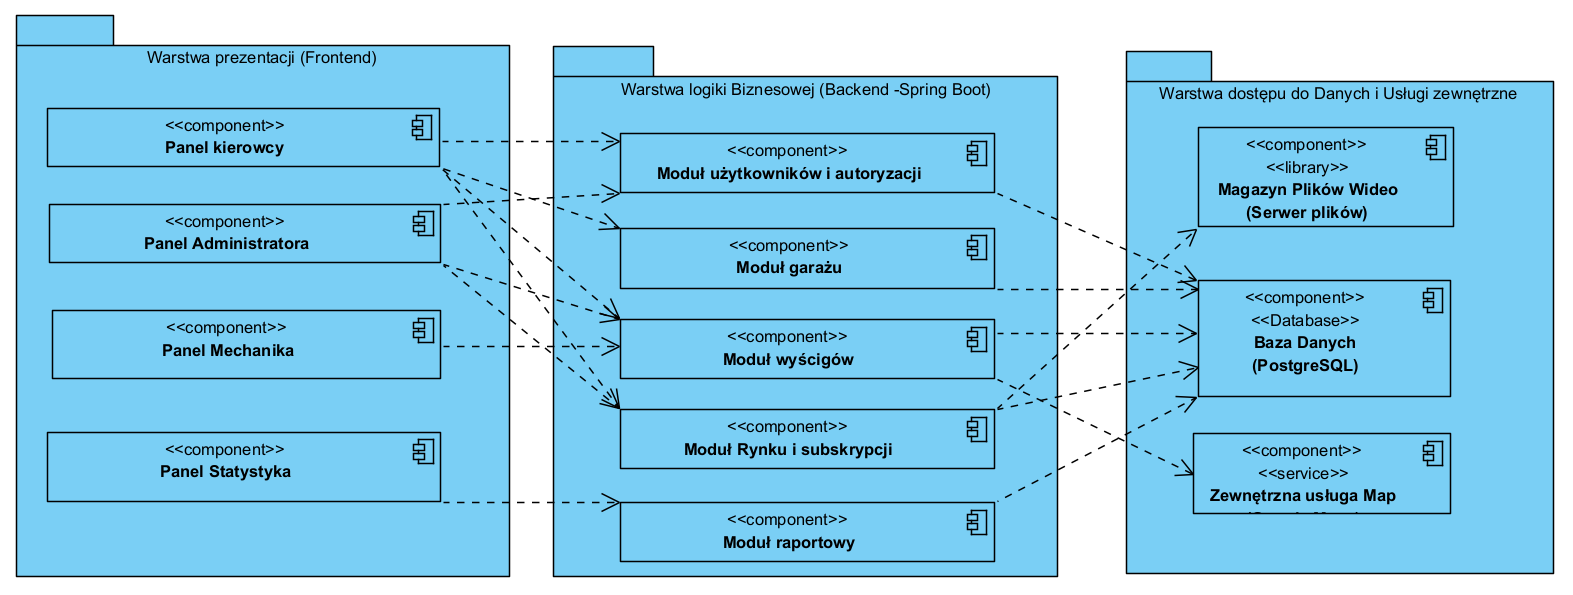 Warstwa prezentacji (Frontend)
<<component>>
Panel kierowcy
<<component>>
Panel Administratora
<<component>>
Panel Mechanika
<<component>>
Panel Statystyka
Warstwa logiki Biznesowej (Backend -Spring Boot)
<<component>>
Moduł użytkowników i autoryzacji
<<component>>
Moduł garażu
<<component>>
Moduł wyścigów
<<component>>
Moduł Rynku i subskrypcji
<<component>>
Moduł raportowy
Warstwa dostępu do Danych i Usługi zewnętrzne
<<component>>
<<library>>
Magazyn Plików Wideo
(Serwer plików)
<<component>>
<<Database>>
Baza Danych
(PostgreSQL)
<<component>>
<<service>>
Zewnętrzna usługa Map